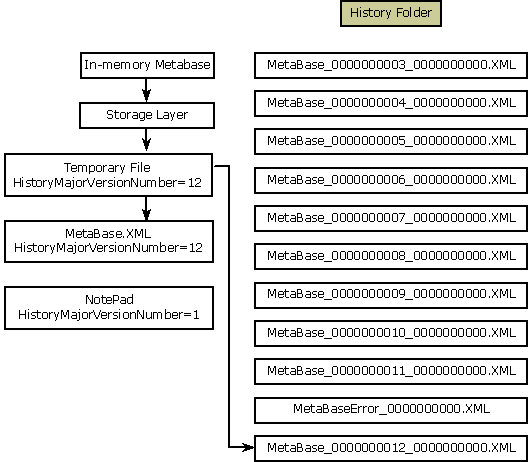 History Folder
In-memory Metabase
Storage Layer
Temporary File
HistoryMajorVersionNumber=12
MetaBase.XML
HistoryMajorVersionNumber=12
NotePad
HistoryMajorVersionNumber=1
MetaBase_0000000003_0000000000.XML
MetaBase_0000000004_0000000000.XML
MetaBase_0000000005_0000000000.XML
MetaBase_0000000006_0000000000.XML
MetaBase_0000000007_0000000000.XML
MetaBase_0000000008_0000000000.XML
MetaBase_0000000009_0000000000.XML
MetaBase_0000000010_0000000000.XML
MetaBase_0000000011_0000000000.XML
MetaBaseError_0000000000.XML
MetaBase_0000000012_0000000000.XML